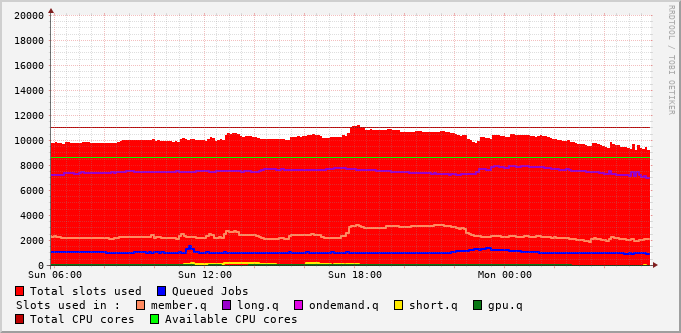 20000
18000
16000
14000
12000
10000
8000
6000
4000
2000
0
Sun 06:00 Sun 12:00 Sun 18:00 Mon 00:00
Total slots used Queued Jobs
Slots used in : member.q long.q ondemand.q short.q gpu.q
Total CPU cores Available CPU cores
RRDTOOL / TOBI OETIKER